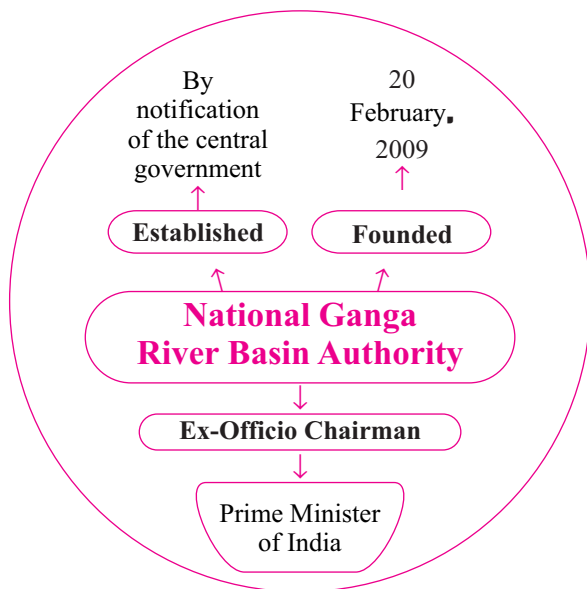 By
notification
of the central
government
20
February,
2009
Established
Founded
National Ganga
River Basin Authority
Ex-Officio Chairman
Prime Minister
of India